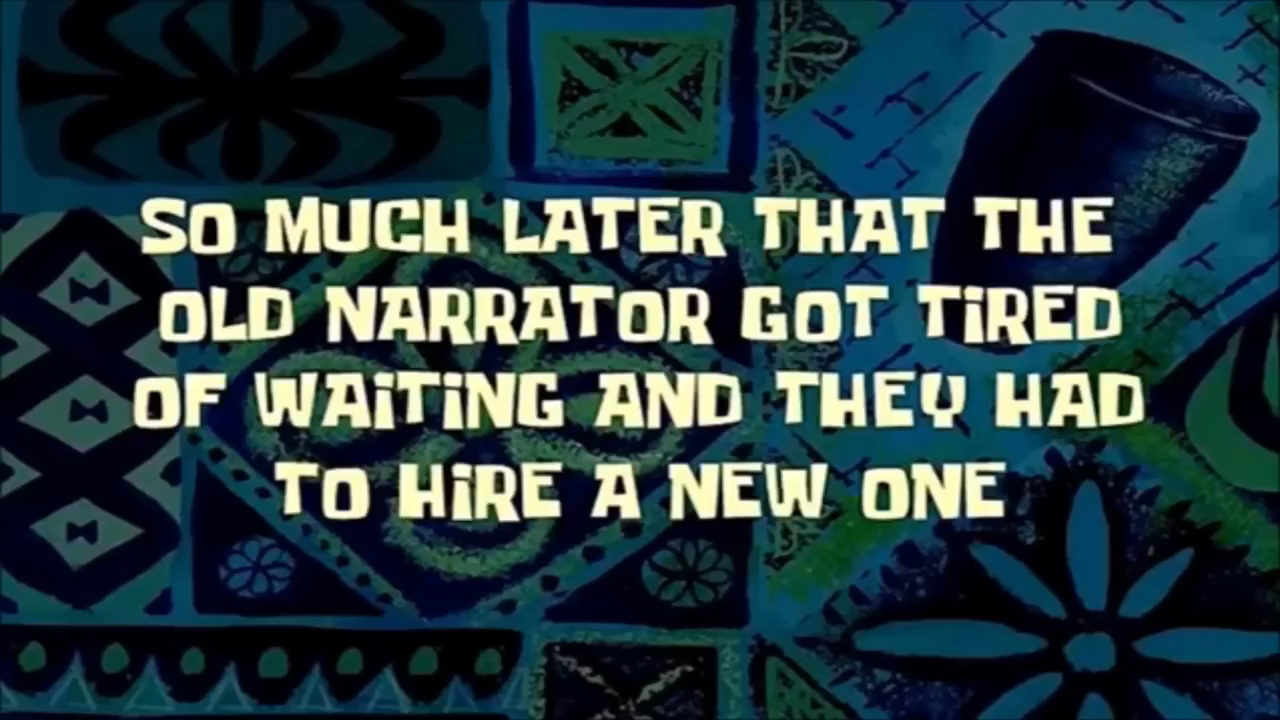 SO MUCH LATER THAT THE
OLD NARRATOR GOT TiRED
OF WAiTiNG AND THEY HAD
TO HiRE A NEW ONE